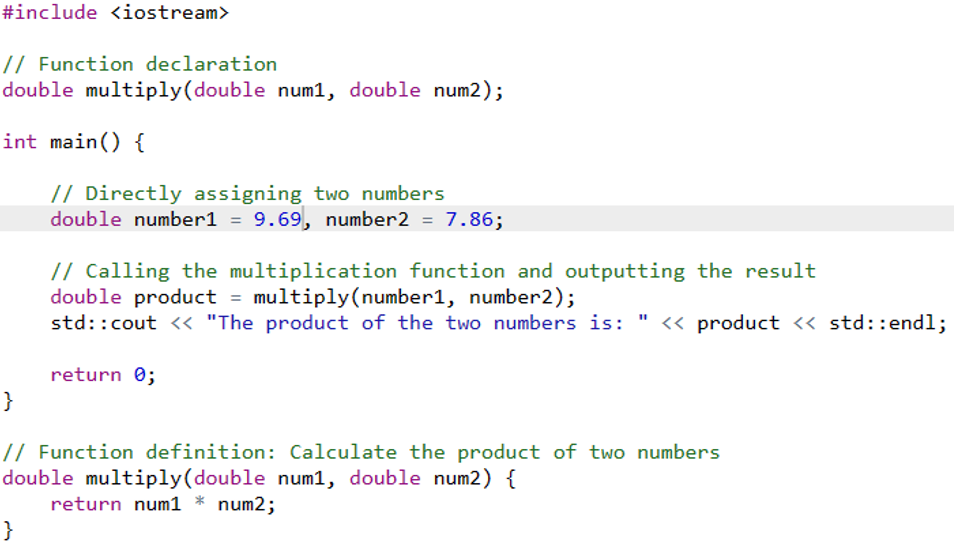 #include <iostream>
// Function declaration
double multiply(double num1, double num2);
int main() {
// Directly assigning two numbers
double number1 = 9.69, number2 = 7.86;
// Calling the multiplication function and outputting the result
double product = multiply(number1, number2);
std::cout << "The product of the two numbers is: " << product << std::endl;
return 0;
}
// Function definition: Calculate the product of two numbers
double multiply(double num1, double num2) {
return num1 * num2;
}